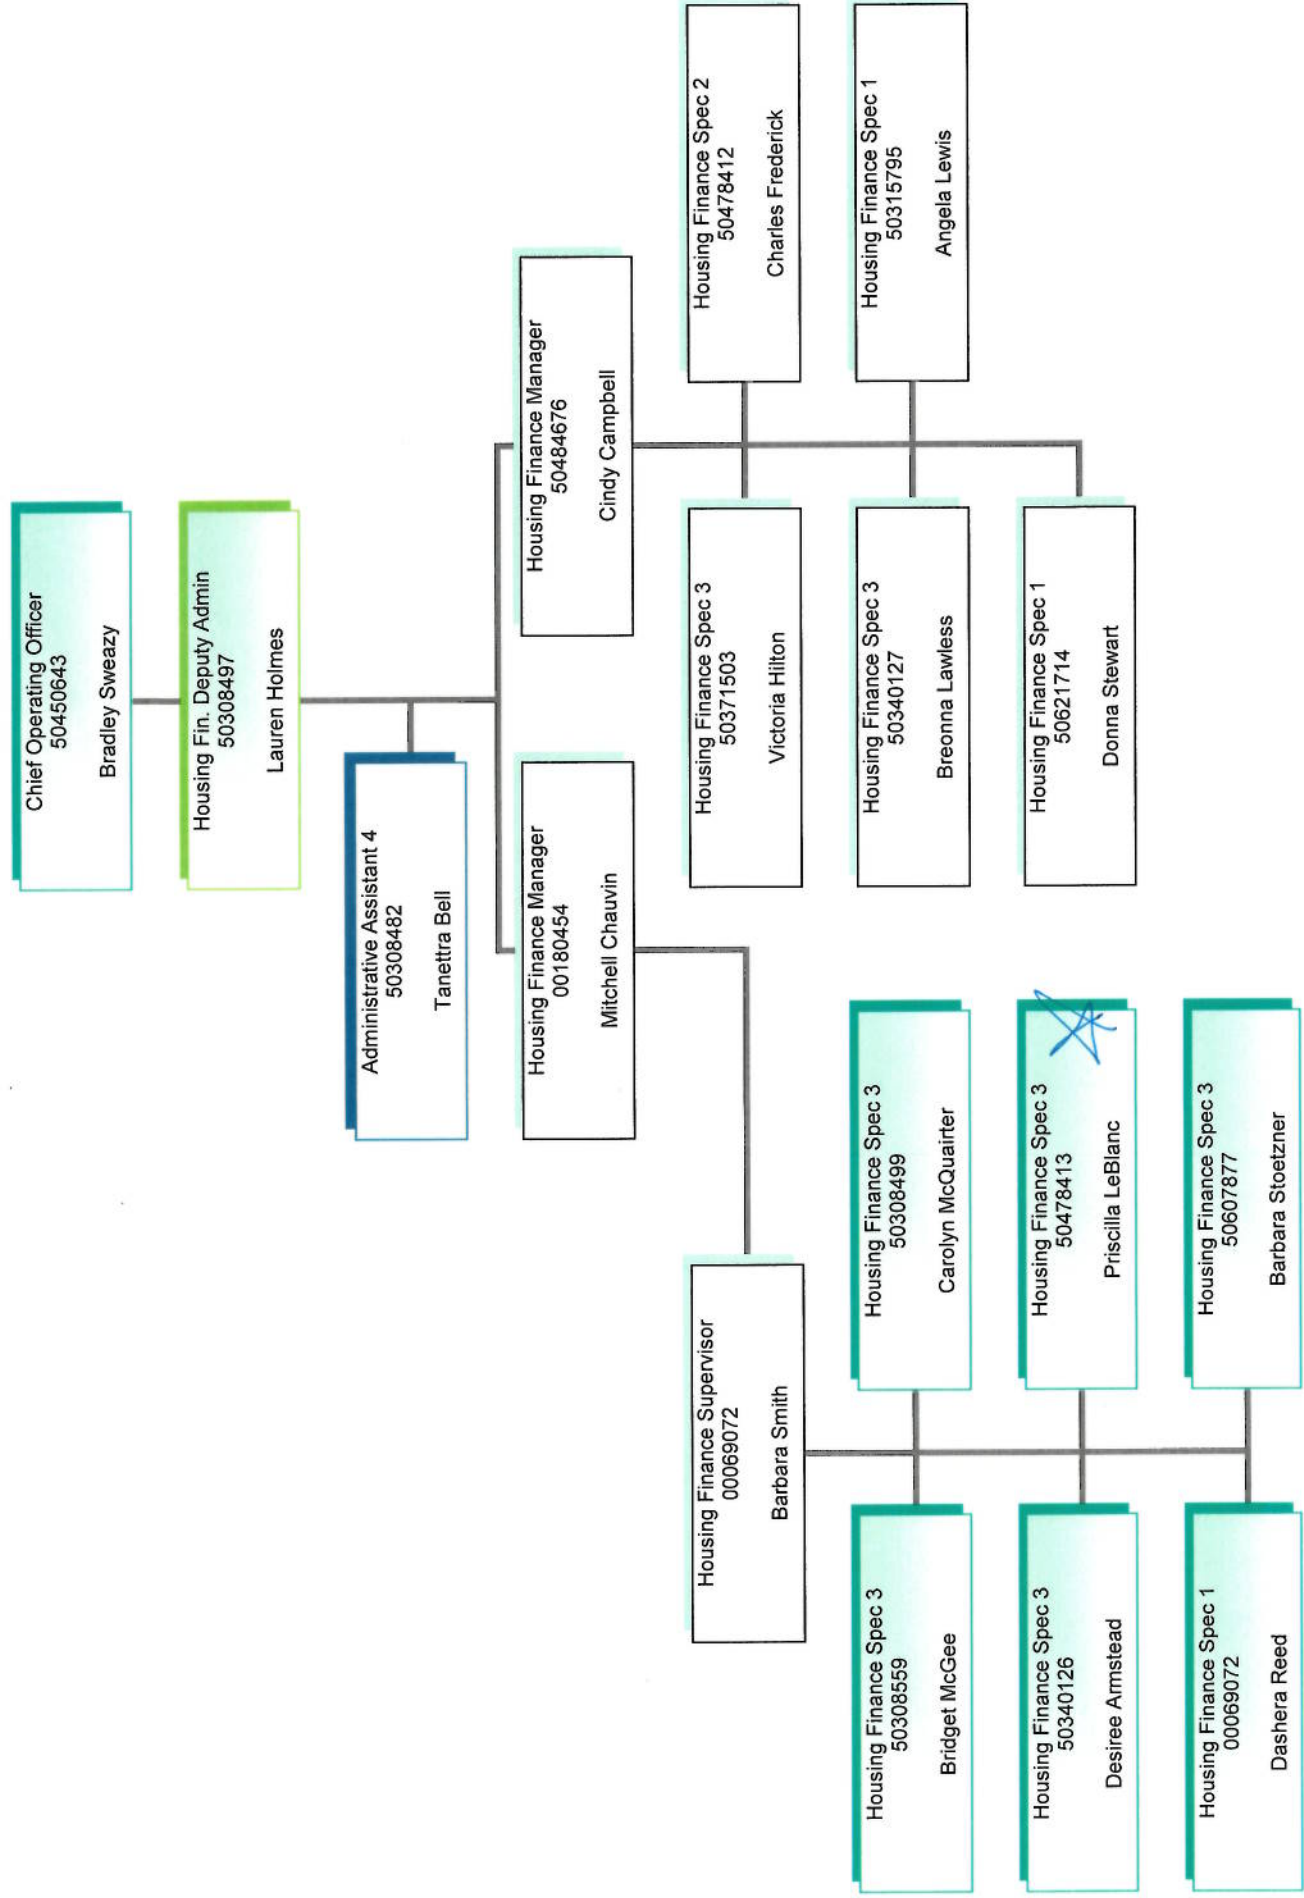 Chief Operating Officer
50450643
Bradley Sweazy
Housing Fin. Deputy Admin
50308497
Lauren Holmes
Administrative Assistant 4
50308482
Tanettra Bell
Housing Finance Manager
00180454
Mitchell Chauvin
Housing Finance Manager
50484676
Cindy Campbell
Housing Finance Supervisor
00069072
Barbara Smith
Housing Finance Spec 3
50308559
Bridget McGee
Housing Finance Spec 3
50308499
Carolyn McQuairter
Housing Finance Spec 3
50340126
Desiree Armstead
Housing Finance Spec 3
50478413
Priscilla LeBlanc
Housing Finance Spec 1
00069072
Dashera Reed
Housing Finance Spec 3
50607877
Barbara Stoetzner
Housing Finance Spec 3
50371503
Victoria Hilton
Housing Finance Spec 2
50478412
Charles Frederick
Housing Finance Spec 3
50340127
Breonna Lawless
Housing Finance Spec 1
50315795
Angela Lewis
Housing Finance Spec 1
50621714
Donna Stewart